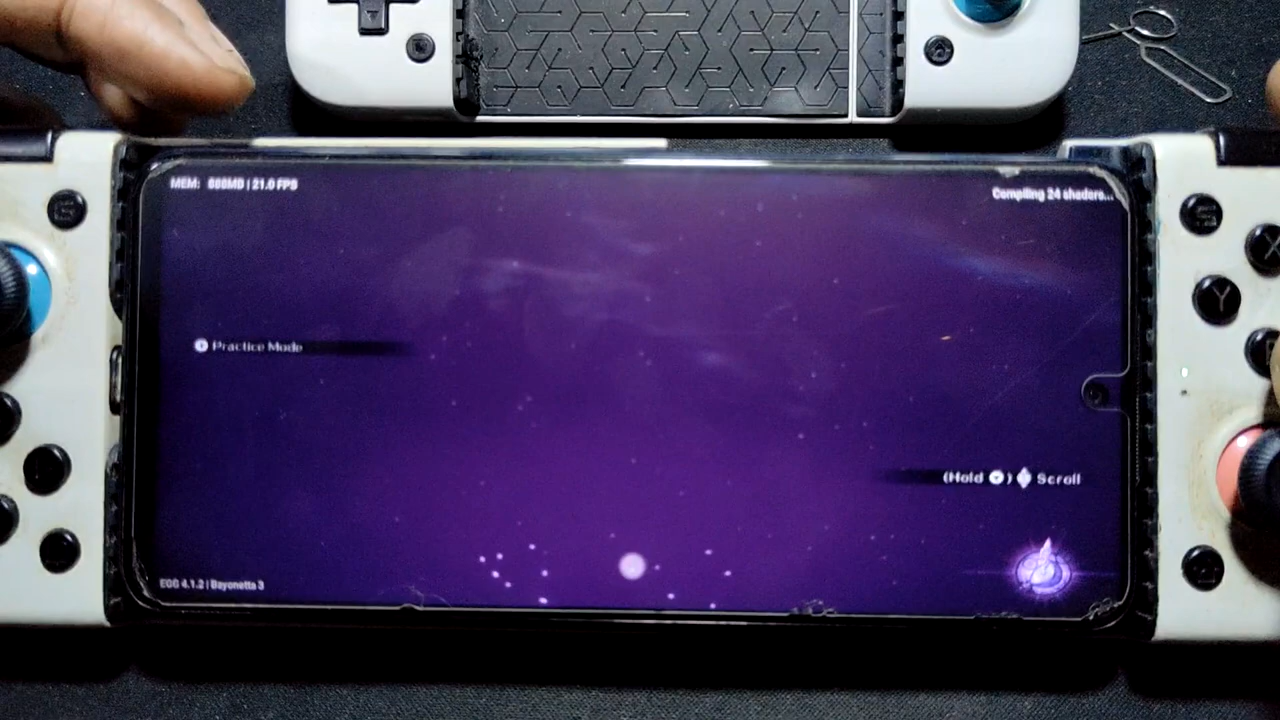 MEM: 888MB | 21.0 FPS
Compiling 24 shaders...
Practice Mode
(Hold ) Scroll
EGG 4.1.2 | Bayonetta 3
X
Y